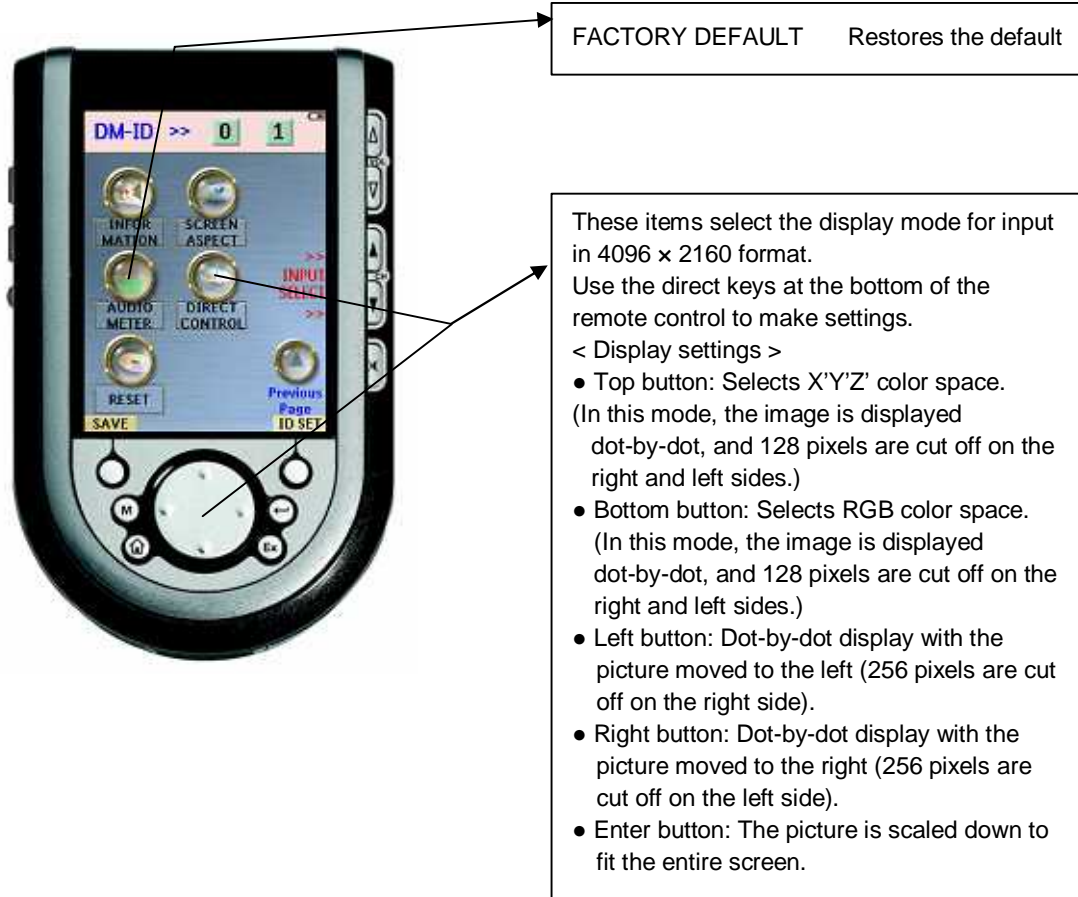 FACTORY DEFAULT Restores the default
DM-ID >> 0 1
INFOR
MATION
SCREEN
ASPECT
>>
INPUT
SELECT
>>
AUDIO
METER
DIRECT
CONTROL
RESET
Previous
Page
SAVE
ID SET
M
Ex
These items select the display mode for input
in 4096 × 2160 format.
Use the direct keys at the bottom of the
remote control to make settings.
< Display settings >
● Top button: Selects X’Y’Z’ color space.
(In this mode, the image is displayed
dot-by-dot, and 128 pixels are cut off on the
right and left sides.)
● Bottom button: Selects RGB color space.
(In this mode, the image is displayed
dot-by-dot, and 128 pixels are cut off on the
right and left sides.)
● Left button: Dot-by-dot display with the
picture moved to the left (256 pixels are cut
off on the right side).
● Right button: Dot-by-dot display with the
picture moved to the right (256 pixels are
cut off on the left side).
● Enter button: The picture is scaled down to
fit the entire screen.